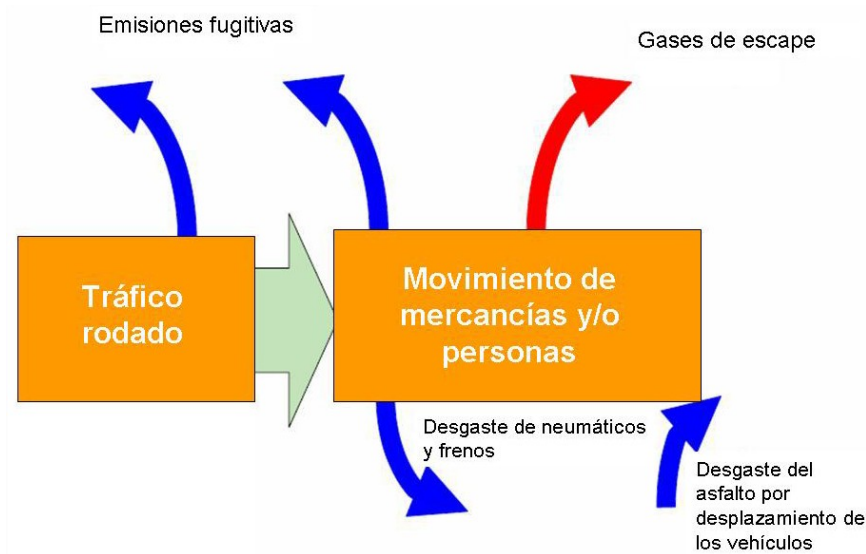 Emisiones fugitivas
Gases de escape
Tráfico
rodado
Movimiento de
mercancías y/o
personas
Desgaste de neumáticos
y frenos
Desgaste del
asfalto por
desplazamiento de
los vehículos